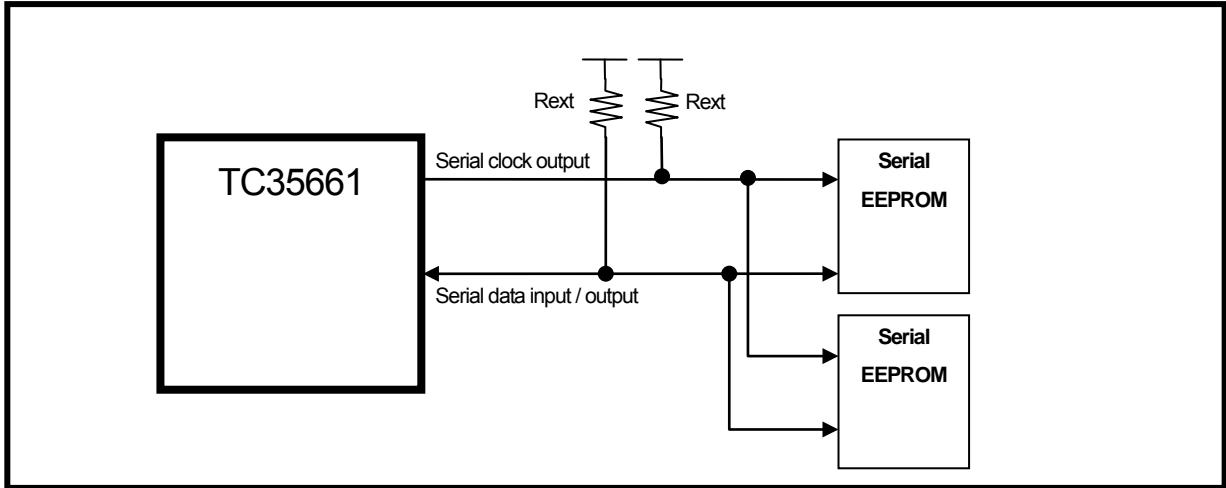 Rext
Rext
TC35661
Serial clock output
Serial
EEPROM
Serial data input / output
Serial
EEPROM